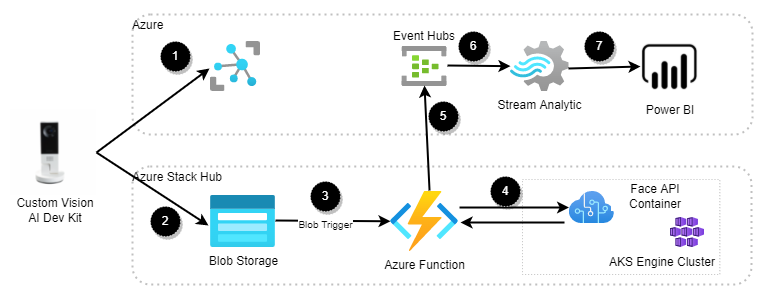 Azure
1
Event Hubs
6
7
Stream Analytic
Power BI
5
Custom Vision
AI Dev Kit
Azure Stack Hub
2
3
Blob Trigger
Blob Storage
Azure Function
4
Face API
Container
AKS Engine Cluster